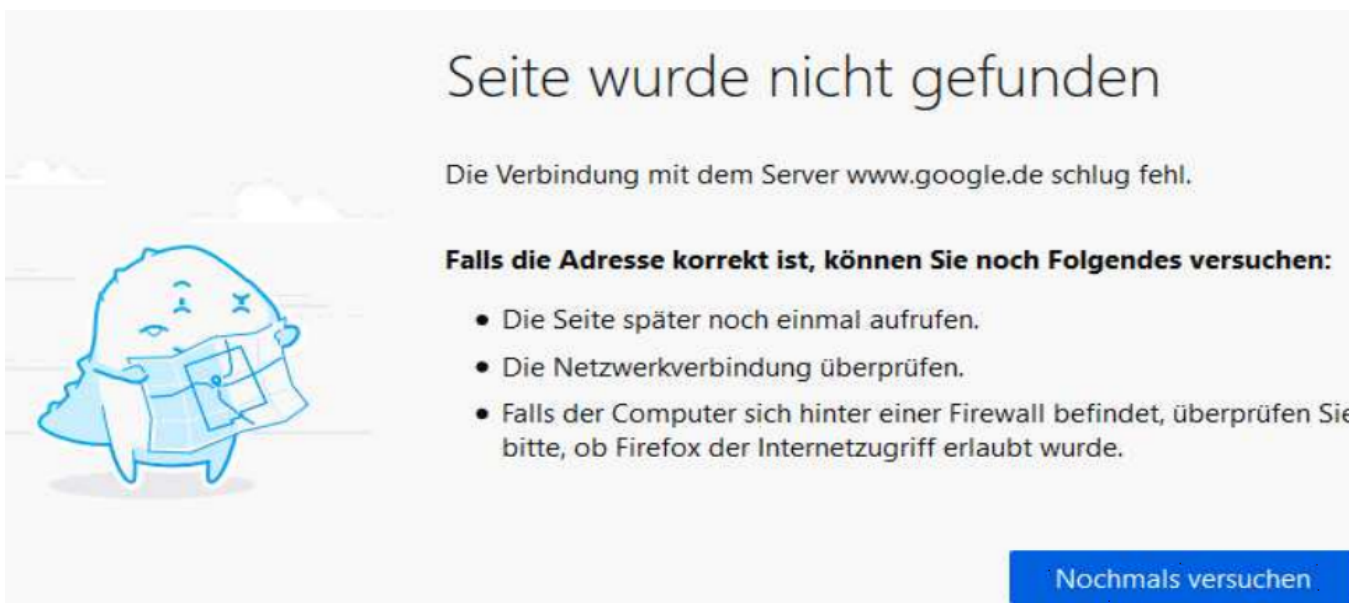 Seite wurde nicht gefunden
Die Verbindung mit dem Server www.google.de schlug fehl.
Falls die Adresse korrekt ist, können Sie noch Folgendes versuchen:
• Die Seite später noch einmal aufrufen.
• Die Netzwerkverbindung überprüfen.
• Falls der Computer sich hinter einer Firewall befindet, überprüfen Sie
bitte, ob Firefox der Internetzugriff erlaubt wurde.
Nochmals versuchen